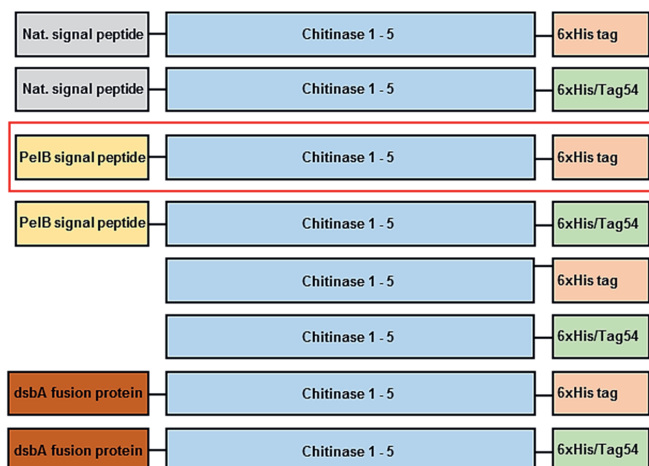 Nat. signal peptide Chitinase 1 - 5 6xHis tag
Nat. signal peptide Chitinase 1 - 5 6xHis/Tag54
PelB signal peptide Chitinase 1 - 5 6xHis tag
PelB signal peptide Chitinase 1 - 5 6xHis/Tag54
Chitinase 1 - 5 6xHis tag
Chitinase 1 - 5 6xHis/Tag54
dsbA fusion protein Chitinase 1 - 5 6xHis tag
dsbA fusion protein Chitinase 1 - 5 6xHis/Tag54